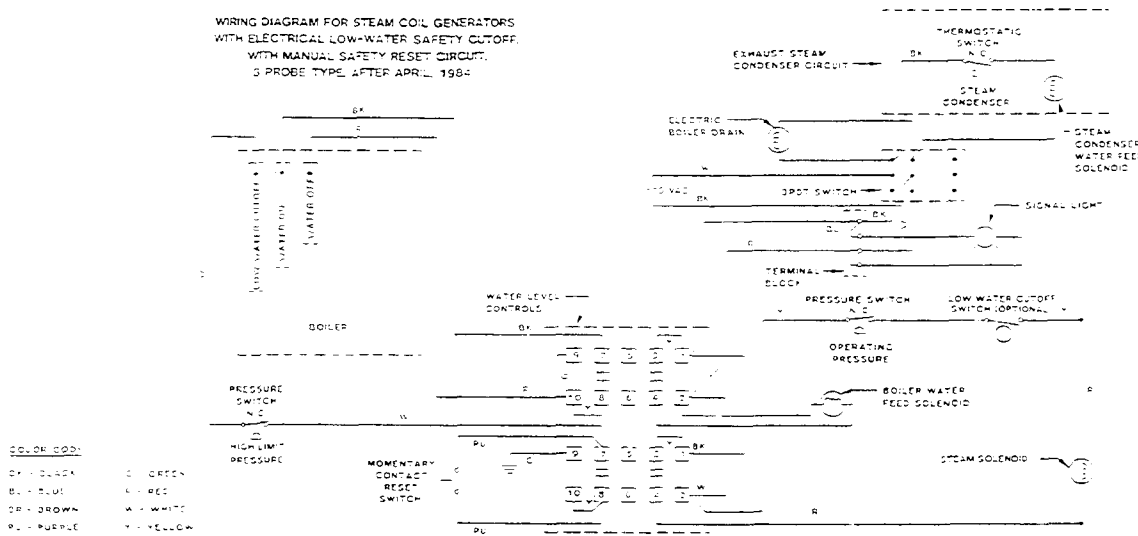 WIRING DIAGRAM FOR STEAM COIL GENERATORS
WITH ELECTRICAL LOW-WATER SAFETY CUTOFF,
WITH MANUAL SAFETY RESET CIRCUIT,
3 PROBE TYPE, AFTER APRIL, 1984
THERMOSTATIC
SWITCH
N.C.
BK
EXHAUST STEAM
CONDENSER CIRCUIT
STEAM
CONDENSER
BK
R
ELECTRIC
BOILER DRAIN
STEAM
CONDENSER
WATER FEED
SOLENOID
W
VAC
SWITCH
BK
LOW WATER CUTOFF
WATER ON
WATER OFF
BK
BL
SIGNAL LIGHT
TERMINAL
BLOCK
WATER LEVEL
CONTROLS
PRESSURE SWITCH
N.C.
LOW WATER CUTOFF
SWITCH (OPTIONAL)
Y
Y
BOILER
BK
Y
OPERATING
PRESSURE
9 7 5 3 1
R
10 8 6 4 2
Y
BOILER WATER
FEED SOLENOID
R
PRESSURE
SWITCH
N.C.
W
HIGH LIMIT
PRESSURE
PU
Y
BK
9 7 5 3 1
MOMENTARY
CONTACT
RESET
SWITCH
10 8 6 4 2
W
Y
R
PU
STEAM SOLENOID
COLOR CODE
BK - BLACK
G - GREEN
BL - BLUE
R - RED
BR - BROWN
W - WHITE
PU - PURPLE
Y - YELLOW